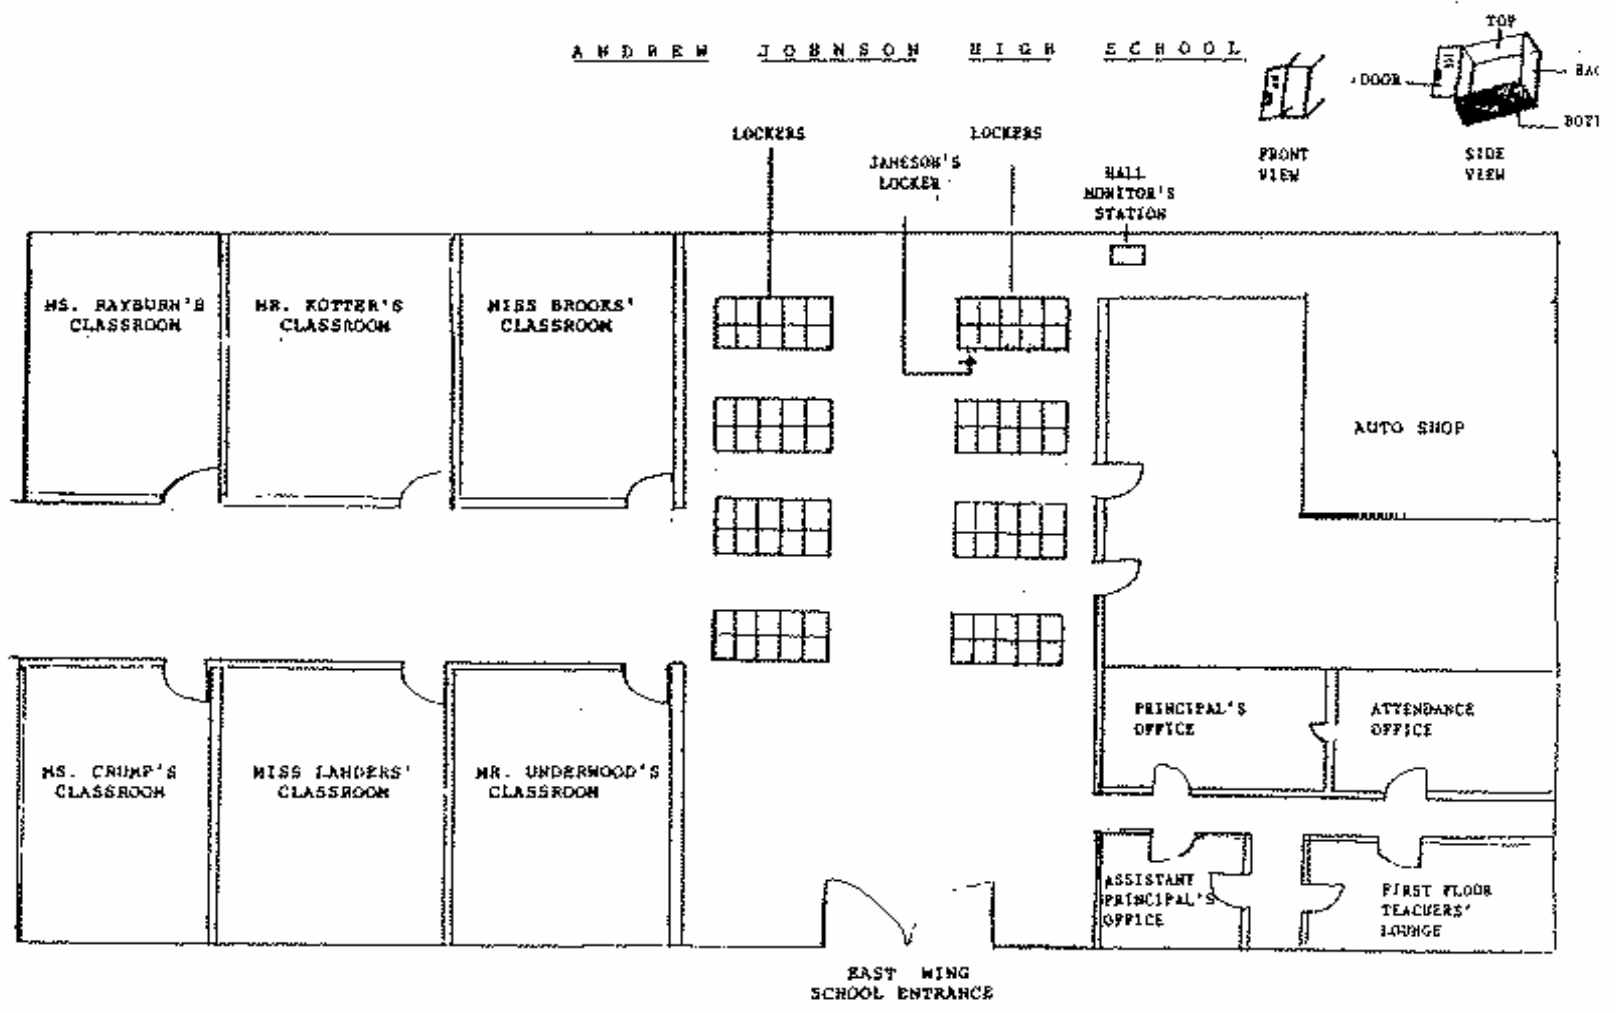 ANDREW JOHNSON HIGH SCHOOL
TOP
DOOR
FRONT
VIEW
SIDE
VIEW
LOCKERS
LOCKERS
JAMESON'S
LOCKER
HALL
MONITOR'S
STATION
MS. RAYBURN'S
CLASSROOM
MR. KOTTER'S
CLASSROOM
MISS BROOKS'
CLASSROOM
AUTO SHOP
PRINCIPAL'S
OFFICE
ATTENDANCE
OFFICE
MS. CRUMP'S
CLASSROOM
MISS LANDERS'
CLASSROOM
MR. UNDERWOOD'S
CLASSROOM
ASSISTANT
PRINCIPAL'S
OFFICE
FIRST FLOOR
TEACHERS'
LOUNGE
EAST WING
SCHOOL ENTRANCE